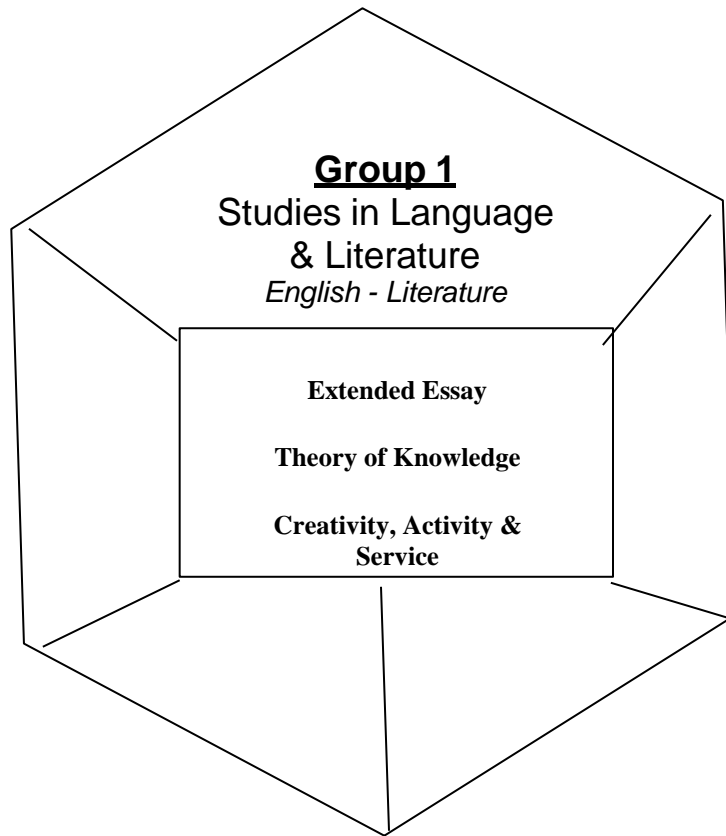 Group 1
Studies in Language
& Literature
English - Literature
Extended Essay
Theory of Knowledge
Creativity, Activity &
Service